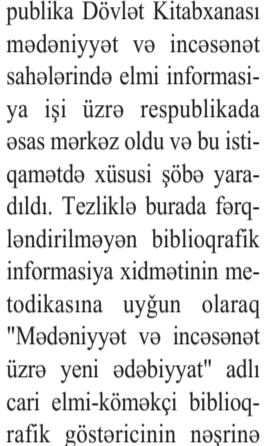 publika Dövlət Kitabxanası
mədəniyyət və incəsənət
sahələrində elmi informasi-
ya işi üzrə respublikada
əsas mərkəz oldu və bu isti-
qamətdə xüsusi şöbə yara-
dıldı. Tezliklə burada fərq-
ləndirilməyən biblioqrafik
informasiya xidmətinin me-
todikasına uyğun olaraq
"Mədəniyyət və incəsənət
üzrə yeni ədəbiyyat" adlı
cari elmi-köməkçi biblioq-
rafik göstəricinin nəşrinə